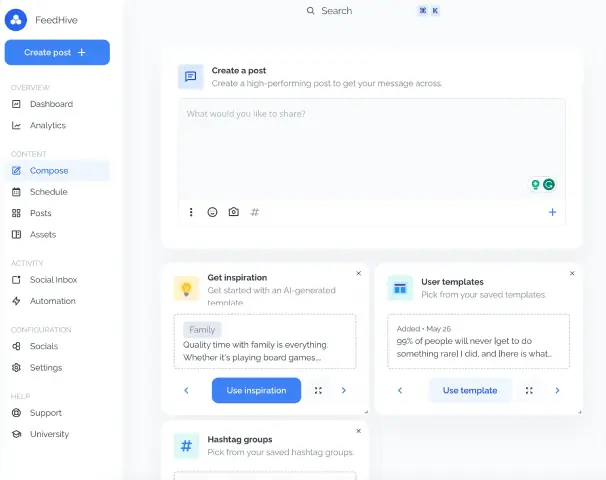 FeedHive
Search
⌘ K
Create post +
OVERVIEW
Dashboard
Analytics
CONTENT
Compose
Schedule
Posts
Assets
ACTIVITY
Social Inbox
Automation
CONFIGURATION
Socials
Settings
HELP
Support
University
Create a post
Create a high-performing post to get your message across.
What would you like to share?
#
Get inspiration
Get started with an AI-generated
template
Family
Quality time with family is everything.
Whether it's playing board games,...
Use inspiration
User templates
Pick from your saved templates.
Added • May 26
99% of people will never [get to do
something rare] I did, and [here is what...
Use template
Hashtag groups
Pick from your saved hashtag groups.